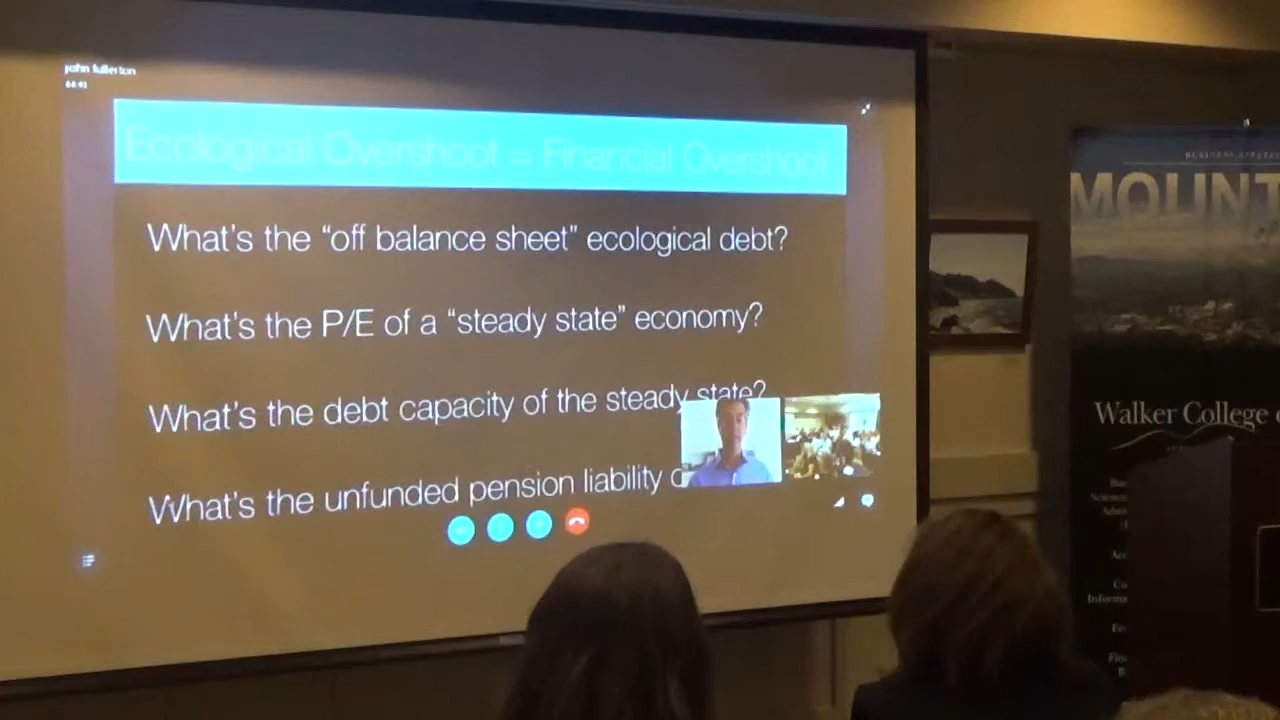 john fullerton
Ecological Overshoot = Financial Overshoot
What's the “off balance sheet” ecological debt?
What's the P/E of a “steady state” economy?
What's the debt capacity of the steady state?
What's the unfunded pension liability
BUSINESS
MOUNT
Walker College